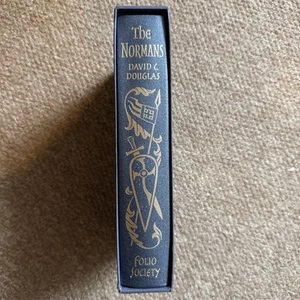 The
NORMANS
DAVID C.
DOUGLAS
FOLIO
SOCIETY